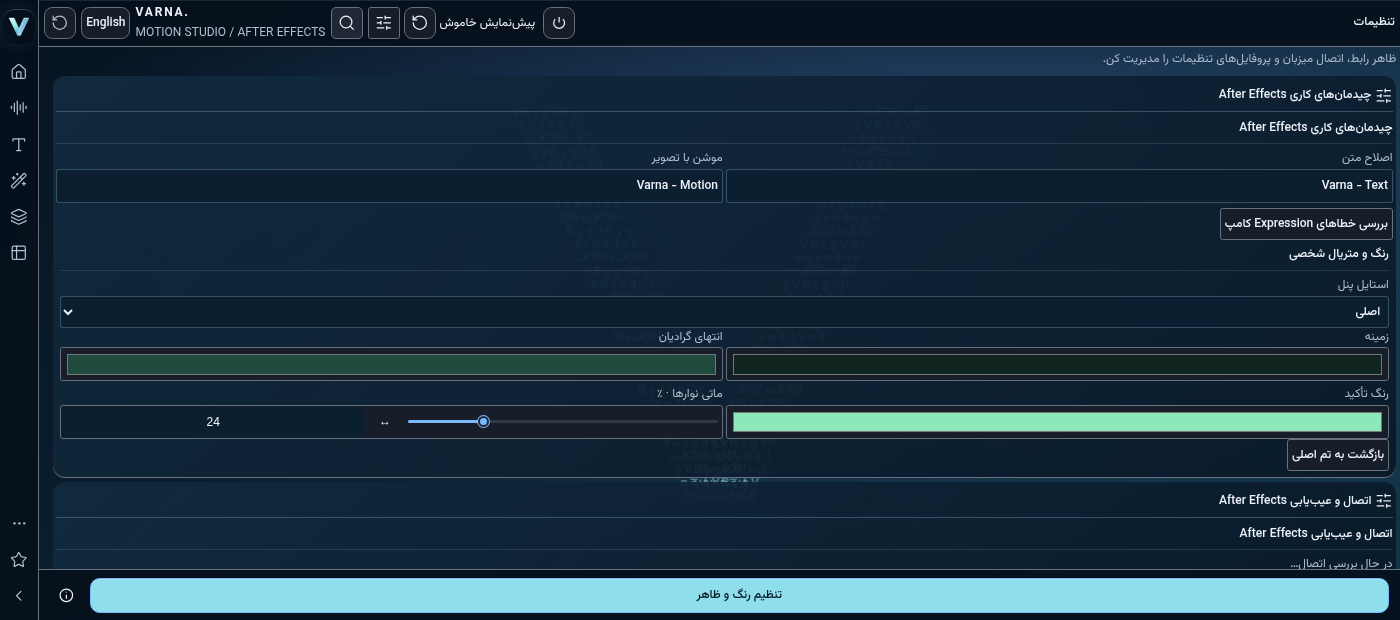 تنظیمات
پیش‌نمایش خاموش
VARNA.
MOTION STUDIO / AFTER EFFECTS
English
ظاهر رابط، اتصال میزبان و پروفایل‌های تنظیمات را مدیریت کن.
چیدمان‌های کاری After Effects
چیدمان‌های کاری After Effects
اصلاح متن
موشن با تصویر
Varna - Text
Varna - Motion
بررسی خطاهای Expression کامپ
رنگ و متریال شخصی
استایل پنل
اصلی
زمینه
انتهای گرادیان
رنگ تأکید
ماتی نوارها · ٪
24
بازگشت به تم اصلی
اتصال و عیب‌یابی After Effects
اتصال و عیب‌یابی After Effects
در حال بررسی اتصال...
تنظیم رنگ و ظاهر